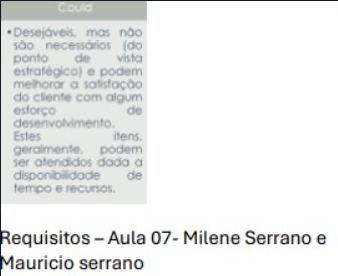 Could
•Desejáveis, mas não
são necessários (do
ponto de vista
estratégico) e podem
melhorar a satisfação
do cliente com algum
esforço de
desenvolvimento.
Estes itens,
geralmente, podem
ser atendidos dada a
disponibilidade de
tempo e recursos.
Requisitos – Aula 07- Milene Serrano e
Mauricio serrano